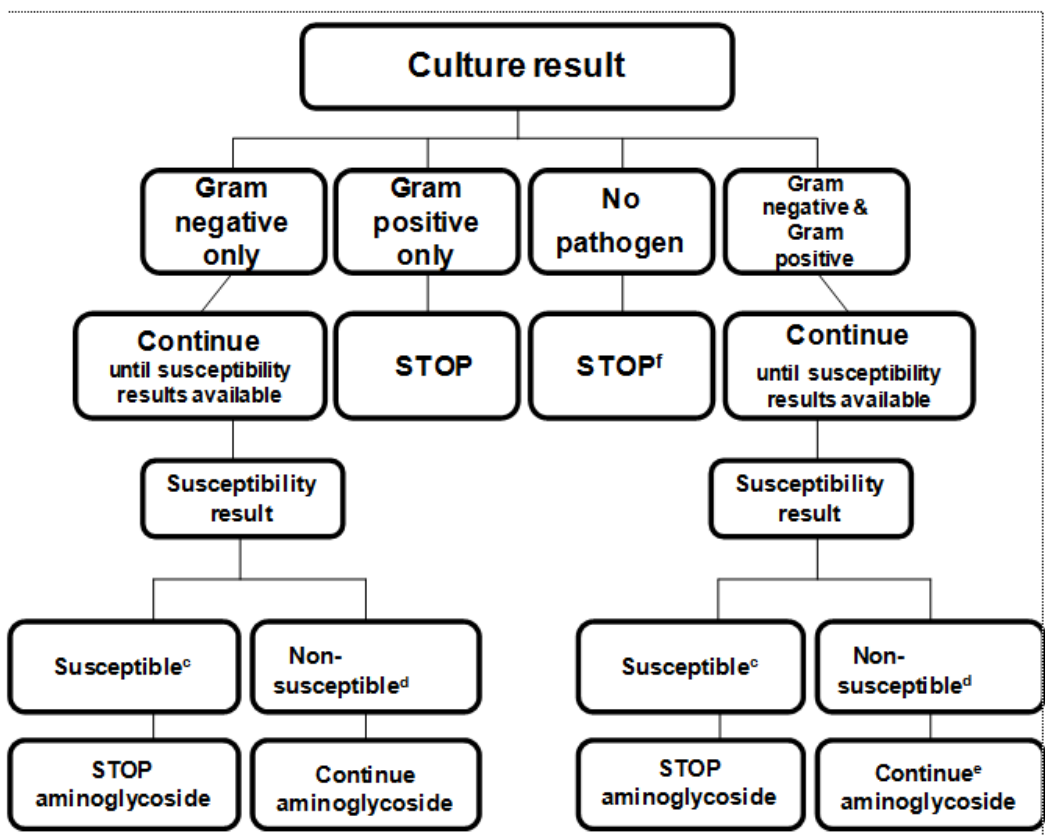 Culture result
Gram
negative
only
Gram
positive
only
No
pathogen
Gram
negative &
Gram
positive
Continue
until susceptibility
results available
STOP
STOPᶠ
Continue
until susceptibility
results available
Susceptibility
result
Susceptibility
result
Susceptibleᶜ
Non-
susceptibleᵈ
Susceptibleᶜ
Non-
susceptibleᵈ
STOP
aminoglycoside
Continue
aminoglycoside
STOP
aminoglycoside
Continueᵉ
aminoglycoside